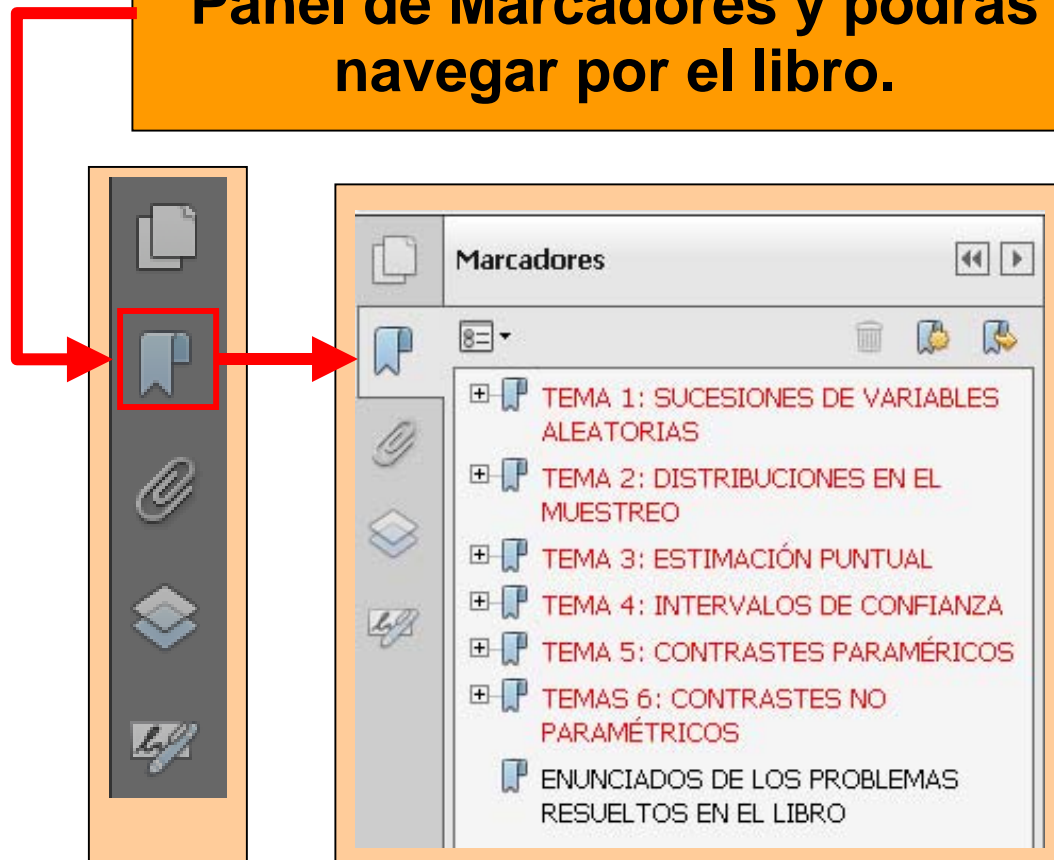 Panel de Marcadores y podrás
navegar por el libro.
Marcadores
TEMA 1: SUCESIONES DE VARIABLES
ALEATORIAS
TEMA 2: DISTRIBUCIONES EN EL
MUESTREO
TEMA 3: ESTIMACIÓN PUNTUAL
TEMA 4: INTERVALOS DE CONFIANZA
TEMA 5: CONTRASTES PARAMÉRICOS
TEMAS 6: CONTRASTES NO
PARAMÉTRICOS
ENUNCIADOS DE LOS PROBLEMAS
RESUELTOS EN EL LIBRO